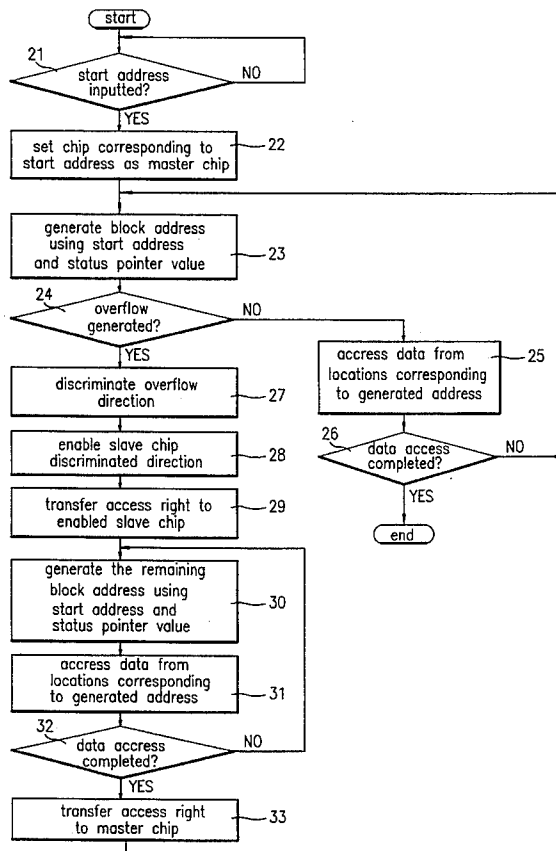 start
21
start address
inputted?
NO
YES
set chip corresponding to
start address as master chip
22
generate block address
using start address
and status pointer value
23
24
overflow
generated?
NO
YES
accress data from
locations corresponding
to generated address
25
discriminate overflow
direction
27
26
data access
completed?
NO
YES
end
enable slave chip
discriminated direction
28
transfer access right to
enabled slave chip
29
generate the remaining
block address using
start address and
status pointer value
30
accress data from
locations corresponding
to generated address
31
32
data accress
completed?
NO
YES
transfer access right
to master chip
33